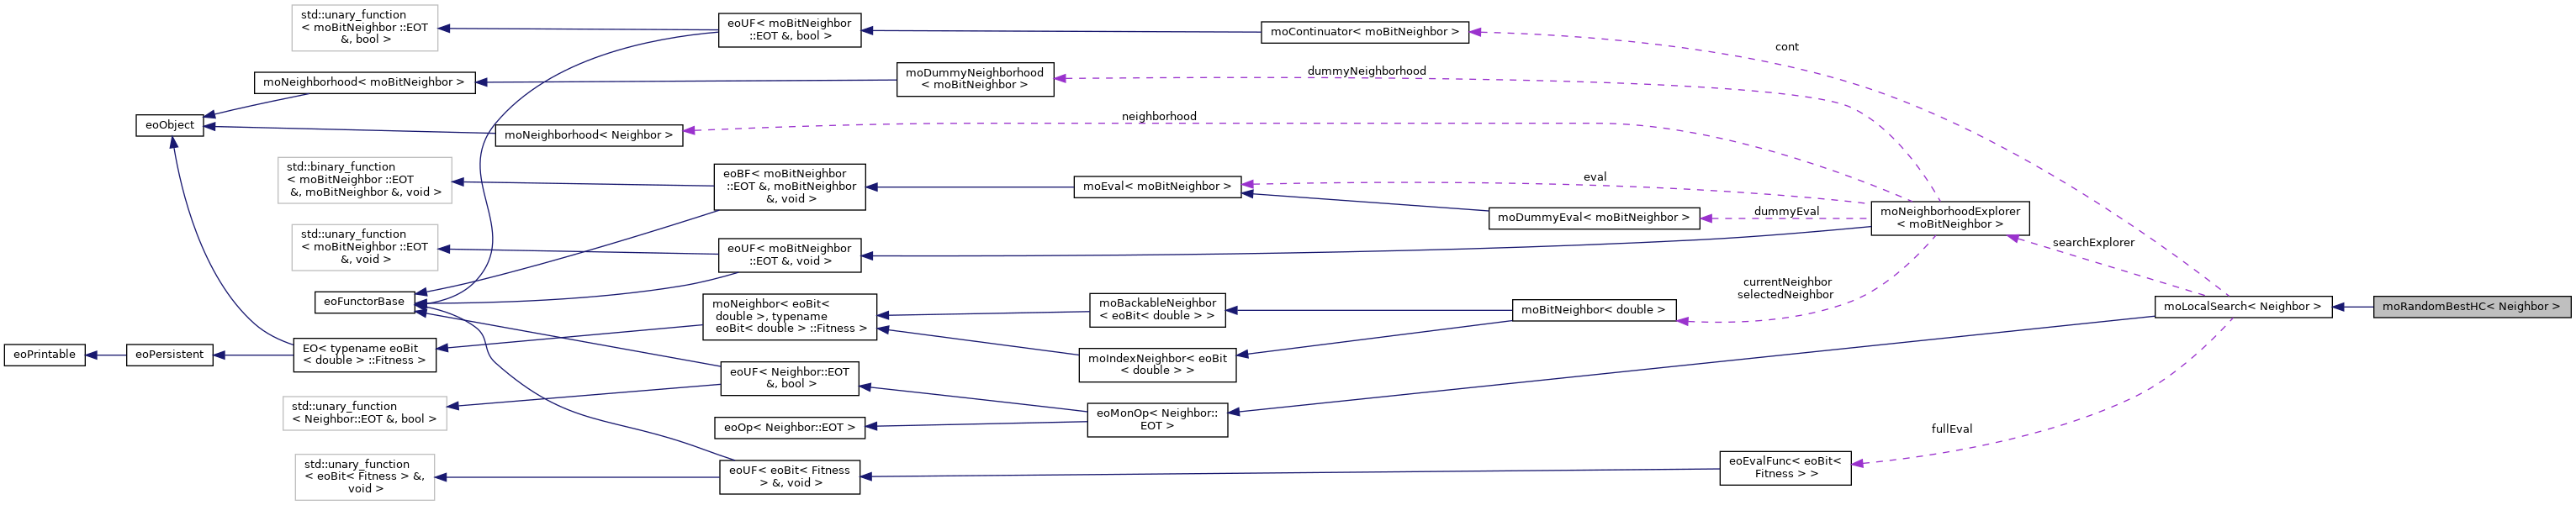 std::unary_function
< moBitNeighbor ::EOT
&, bool >
eoUF< moBitNeighbor
::EOT &, bool >
moContinuator< moBitNeighbor >
cont
moNeighborhood< moBitNeighbor >
moDummyNeighborhood
< moBitNeighbor >
dummyNeighborhood
eoObject
moNeighborhood< Neighbor >
neighborhood
std::binary_function
< moBitNeighbor ::EOT
&, moBitNeighbor &, void >
eoBF< moBitNeighbor
::EOT &, moBitNeighbor
&, void >
moEval< moBitNeighbor >
eval
moDummyEval< moBitNeighbor >
dummyEval
moNeighborhoodExplorer
< moBitNeighbor >
searchExplorer
std::unary_function
< moBitNeighbor ::EOT
&, void >
eoUF< moBitNeighbor
::EOT &, void >
currentNeighbor
selectedNeighbor
eoFunctorBase
moNeighbor< eoBit<
double >, typename
eoBit< double > ::Fitness >
moBackableNeighbor
< eoBit< double > >
moBitNeighbor< double >
moLocalSearch< Neighbor >
moRandomBestHC< Neighbor >
eoPrintable
eoPersistent
EO< typename eoBit
< double > ::Fitness >
moIndexNeighbor< eoBit
< double > >
eoUF< Neighbor::EOT
&, bool >
std::unary_function
< Neighbor::EOT &, bool >
eoOp< Neighbor::EOT >
eoMonOp< Neighbor::
EOT >
fullEval
std::unary_function
< eoBit< Fitness > &,
void >
eoUF< eoBit< Fitness
> &, void >
eoEvalFunc< eoBit<
Fitness > >